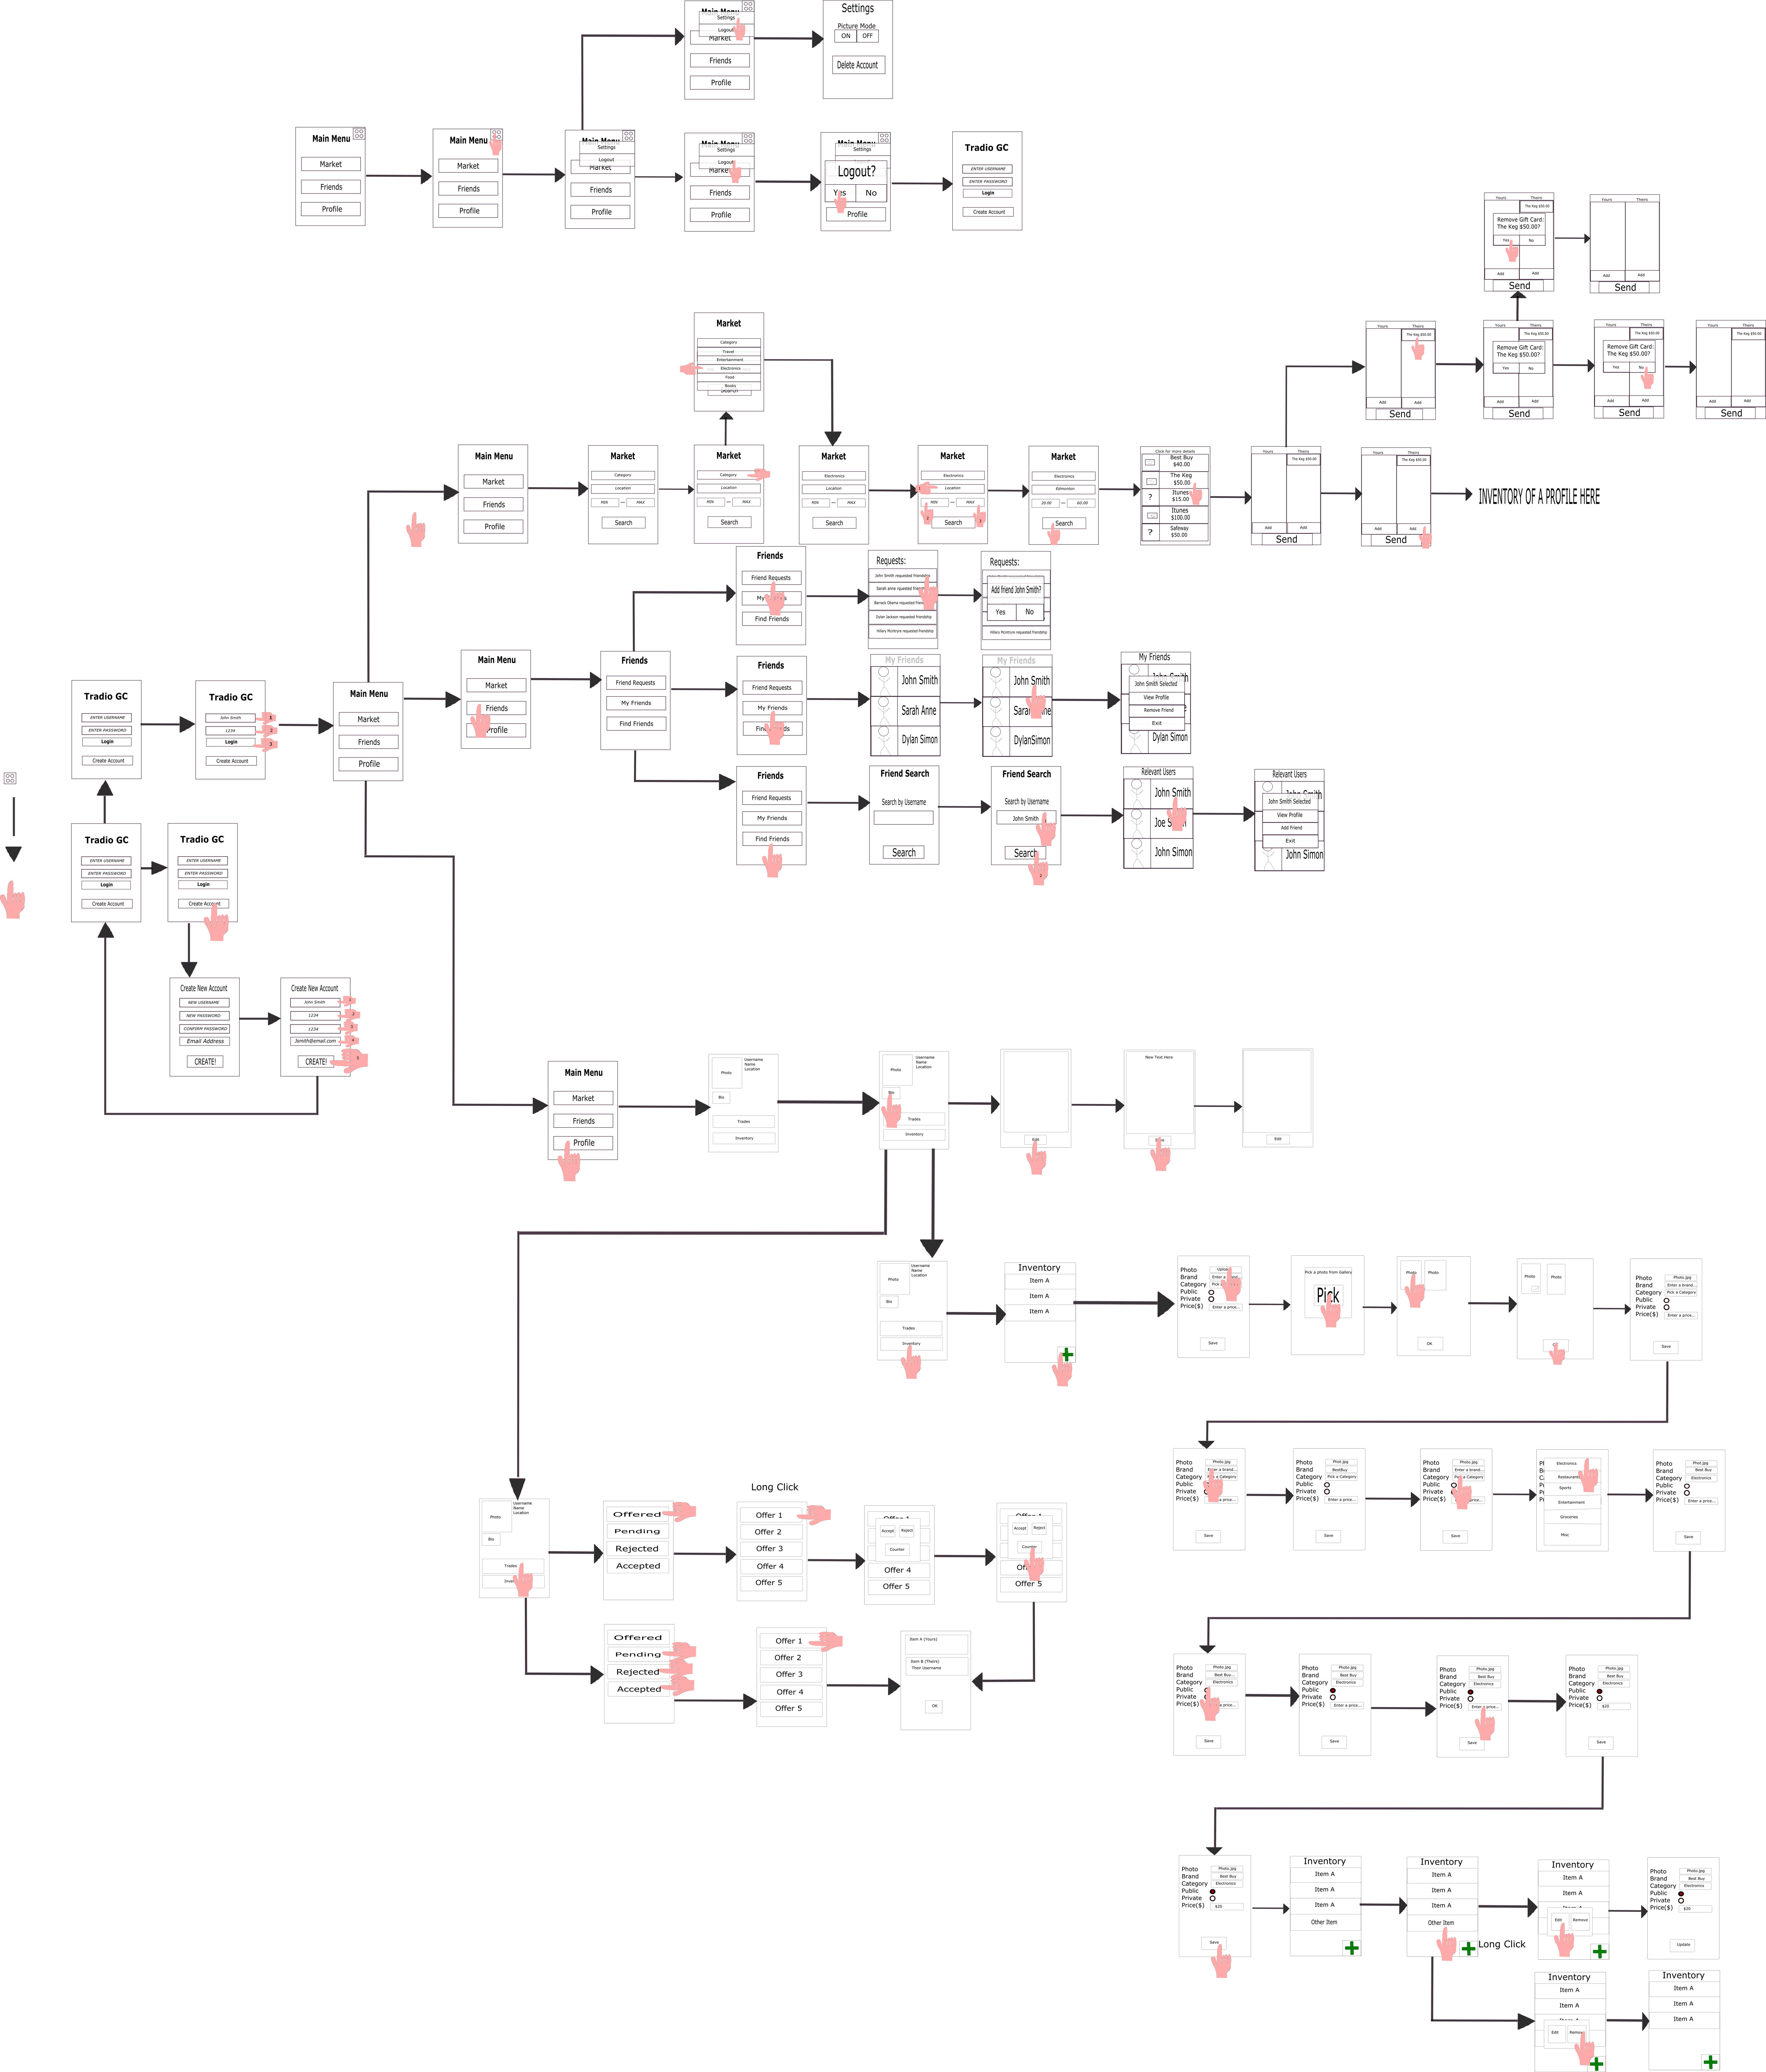 Main Menu
Settings
Logout
Market
Friends
Profile
Settings
Picture Mode
ON OFF
Delete Account
Main Menu
Market
Friends
Profile
Main Menu
Market
Friends
Profile
Main Menu
Settings
Logout
Market
Friends
Profile
Main Menu
Settings
Logout
Market
Friends
Profile
Main Menu
Settings
Logout?
Yes No
Profile
Tradio GC
ENTER USERNAME
ENTER PASSWORD
Login
Create Account
Yours Theirs
The Keg $50.00
Remove Gift Card:
The Keg $50.00?
Yes No
Add Add
Send
Yours Theirs
Add Add
Send
Yours Theirs
The Keg $50.00
Add Add
Send
Yours Theirs
The Keg $50.00
Remove Gift Card:
The Keg $50.00?
Yes No
Add Add
Send
Yours Theirs
The Keg $50.00
Remove Gift Card:
The Keg $50.00?
Yes No
Add Add
Send
Yours Theirs
The Keg $50.00
Add Add
Send
Market
Category
Travel
Entertainment
Electronics
Food
Books
Search
Main Menu
Market
Friends
Profile
Market
Category
Location
MIN — MAX
Search
Market
Category
Location
MIN — MAX
Search
Market
Electronics
Location
MIN — MAX
Search
Market
Electronics
1
Location
MIN — MAX
2 3
Search
Market
Electronics
Edmonton
30.00 — 60.00
Search
Click for more details
Best Buy
$40.00
The Keg
$50.00
? Itunes
$15.00
Itunes
$100.00
? Safeway
$50.00
Yours Theirs
The Keg $50.00
Add Add
Send
Yours Theirs
The Keg $50.00
Add Add
Send
INVENTORY OF A PROFILE HERE
Friends
Friend Requests
My Friends
Find Friends
Requests:
John Smith requested friendship
Sarah anne requested friendship
Barrack Obama requested friendship
Dylan Jackson requested friendship
Hillary McIntryre requested friendship
Requests:
Add friend John Smith?
Yes No
Hillary McIntryre requested friendship
Main Menu
Market
Friends
Profile
Friends
Friend Requests
My Friends
Find Friends
Friends
Friend Requests
My Friends
Find Friends
My Friends
John Smith
Sarah Anne
Dylan Simon
My Friends
John Smith
Sarah Anne
DylanSimon
My Friends
John Smith
John Smith Selected
View Profile
Remove Friend
Exit
Dylan Simon
Tradio GC
ENTER USERNAME
ENTER PASSWORD
Login
Create Account
Tradio GC
John Smith 1
1234 2
Login 3
Create Account
Main Menu
Market
Friends
Profile
Friends
Friend Requests
My Friends
Find Friends
Friend Search
Search by Username
Search
Friend Search
Search by Username
John Smith 1
Search
2
Relevant Users
John Smith
Joe Smith
John Simon
Relevant Users
John Smith
John Smith Selected
View Profile
Add Friend
Exit
John Simon
Tradio GC
ENTER USERNAME
ENTER PASSWORD
Login
Create Account
Tradio GC
ENTER USERNAME
ENTER PASSWORD
Login
Create Account
Create New Account
NEW USERNAME
NEW PASSWORD
CONFIRM PASSWORD
Email Address
CREATE!
Create New Account
John Smith 1
1234 2
1234 3
Jsmith@email.com 4
CREATE! 5
Main Menu
Market
Friends
Profile
Username
Name
Location
Photo
Bio
Trades
Inventory
Username
Name
Location
Photo
Bio
Trades
Inventory
Edit
New Text Here
Edit
Username
Name
Location
Photo
Bio
Trades
Inventory
Inventory
Item A
Item A
Item A
Photo Upload
Brand Enter a brand...
Category Pick a Category
Public
Private
Price($) Enter a price...
Save
Pick a photo from Gallery
Pick
Photo Photo
OK
Photo Photo
OK
Photo Photo.jpg
Brand Enter a brand...
Category Pick a Category
Public
Private
Price($) Enter a price...
Save
Photo Photo.jpg
Brand Enter a brand...
Category Pick a Category
Public
Private
Price($) Enter a price...
Save
Photo Phot.jpg
Brand BestBuy
Category Pick a Category
Public
Private
Price($) Enter a price...
Save
Photo Photo.jpg
Brand Enter a brand...
Category Pick a Category
Public
Private
Price($) Enter a price...
Save
Electronics
Restaurants
Sports
Entertainment
Groceries
Misc
Photo Phot.jpg
Brand Best Buy
Category Electronics
Public
Private
Price($) Enter a price...
Save
Long Click
Username
Name
Location
Photo
Bio
Trades
Inventory
Offered
Pending
Rejected
Accepted
Offer 1
Offer 2
Offer 3
Offer 4
Offer 5
Offer 1
Accept Reject
Counter
Offer 4
Offer 5
Offer 1
Accept Reject
Counter
Offer 4
Offer 5
Offered
Pending
Rejected
Accepted
Offer 1
Offer 2
Offer 3
Offer 4
Offer 5
Item A (Yours)
Item B (Theirs)
Their Username
OK
Photo Photo.jpg
Brand Best Buy
Category Electronics
Public
Private
Price($) Enter a price...
Save
Photo Photo.jpg
Brand Best Buy
Category Electronics
Public
Private
Price($) Enter a price...
Save
Photo Photo.jpg
Brand Best Buy
Category Electronics
Public
Private
Price($) Enter a price...
Save
Photo Photo.jpg
Brand Best Buy
Category Electronics
Public
Private
Price($) $20
Save
Photo Photo.jpg
Brand Best Buy
Category Electronics
Public
Private
Price($) $20
Save
Inventory
Item A
Item A
Item A
Other Item
Inventory
Item A
Item A
Item A
Other Item
Long Click
Inventory
Item A
Item A
Item A
Edit Remove
Photo Photo.jpg
Brand Best Buy
Category Electronics
Public
Private
Price($) $20
Update
Inventory
Item A
Item A
Item A
Edit Remove
Inventory
Item A
Item A
Item A